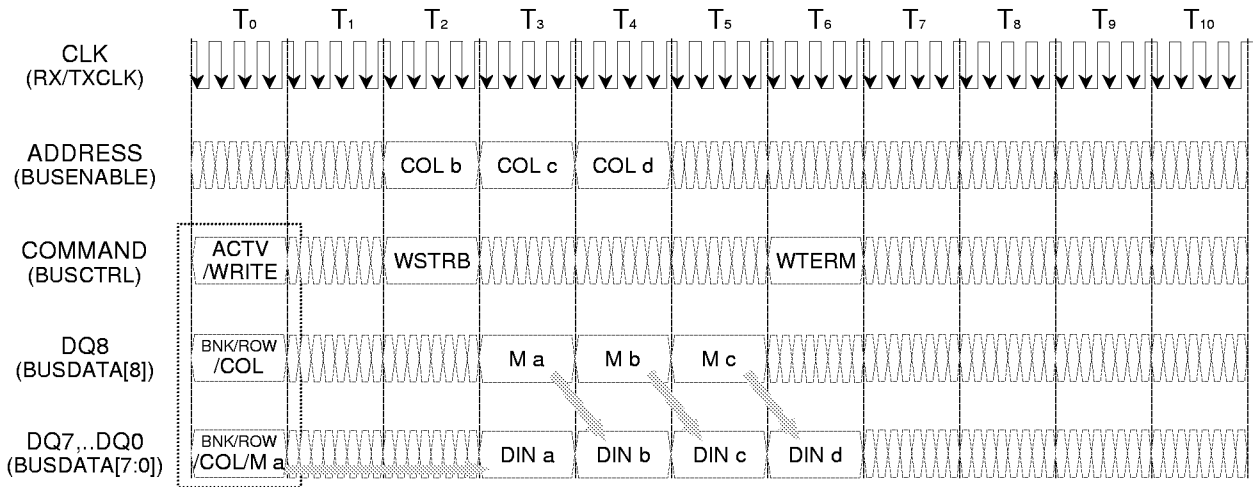 T₀ T₁ T₂ T₃ T₄ T₅ T₆ T₇ T₈ T₉ T₁₀
CLK
(RX/TXCLK)
ADDRESS
(BUSENABLE)
COL b COL c COL d
COMMAND
(BUSCTRL)
ACTV
/WRITE
WSTRB WTERM
DQ8
(BUSDATA[8])
BNK/ROW
/COL
M a M b M c
DQ7,..DQ0
(BUSDATA[7:0])
BNK/ROW
/COL/M a
DIN a DIN b DIN c DIN d